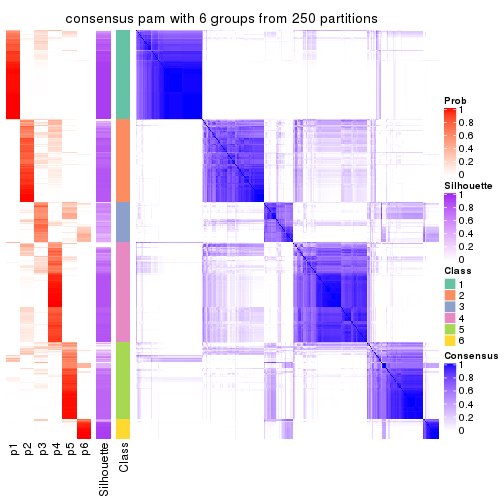 consensus pam with 6 groups from 250 partitions
Prob
1
0.8
0.6
0.4
0.2
0
Silhouette
1
0.8
0.6
0.4
0.2
0
Class
1
2
3
4
5
6
Consensus
1
0.8
0.6
0.4
0.2
0
p1
p2
p3
p4
p5
p6
Silhouette
Class